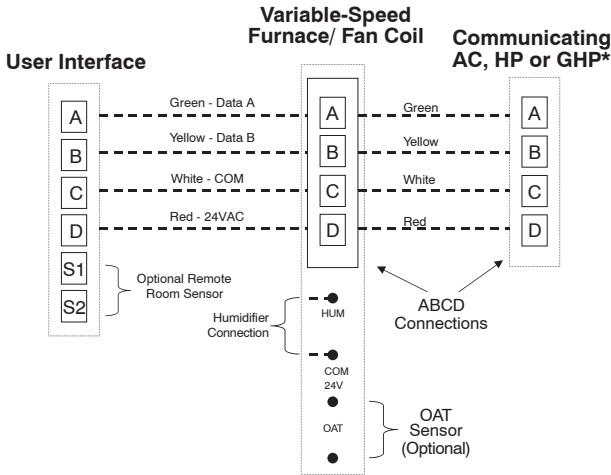 Variable-Speed
Furnace/ Fan Coil
Communicating
AC, HP or GHP*
User Interface
A
Green - Data A
A
Green
A
B
Yellow - Data B
B
Yellow
B
C
White - COM
C
White
C
D
Red - 24VAC
D
Red
D
S1
S2
Optional Remote
Room Sensor
Humidifier
Connection
HUM
COM
24V
OAT
ABCD
Connections
OAT
Sensor
(Optional)